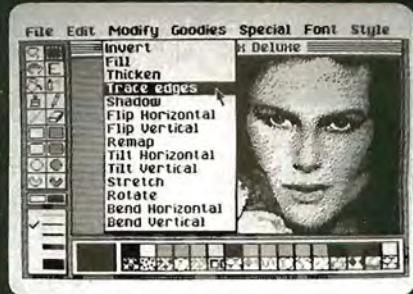 File Edit Modify Goodies Special Font Style
x Deluxe
Invert
Fill
Thicken
Trace edges
Shadow
Flip Horizontal
Flip Vertical
Remap
Tilt Horizontal
Tilt Vertical
Stretch
Rotate
Bend Horizontal
Bend Vertical